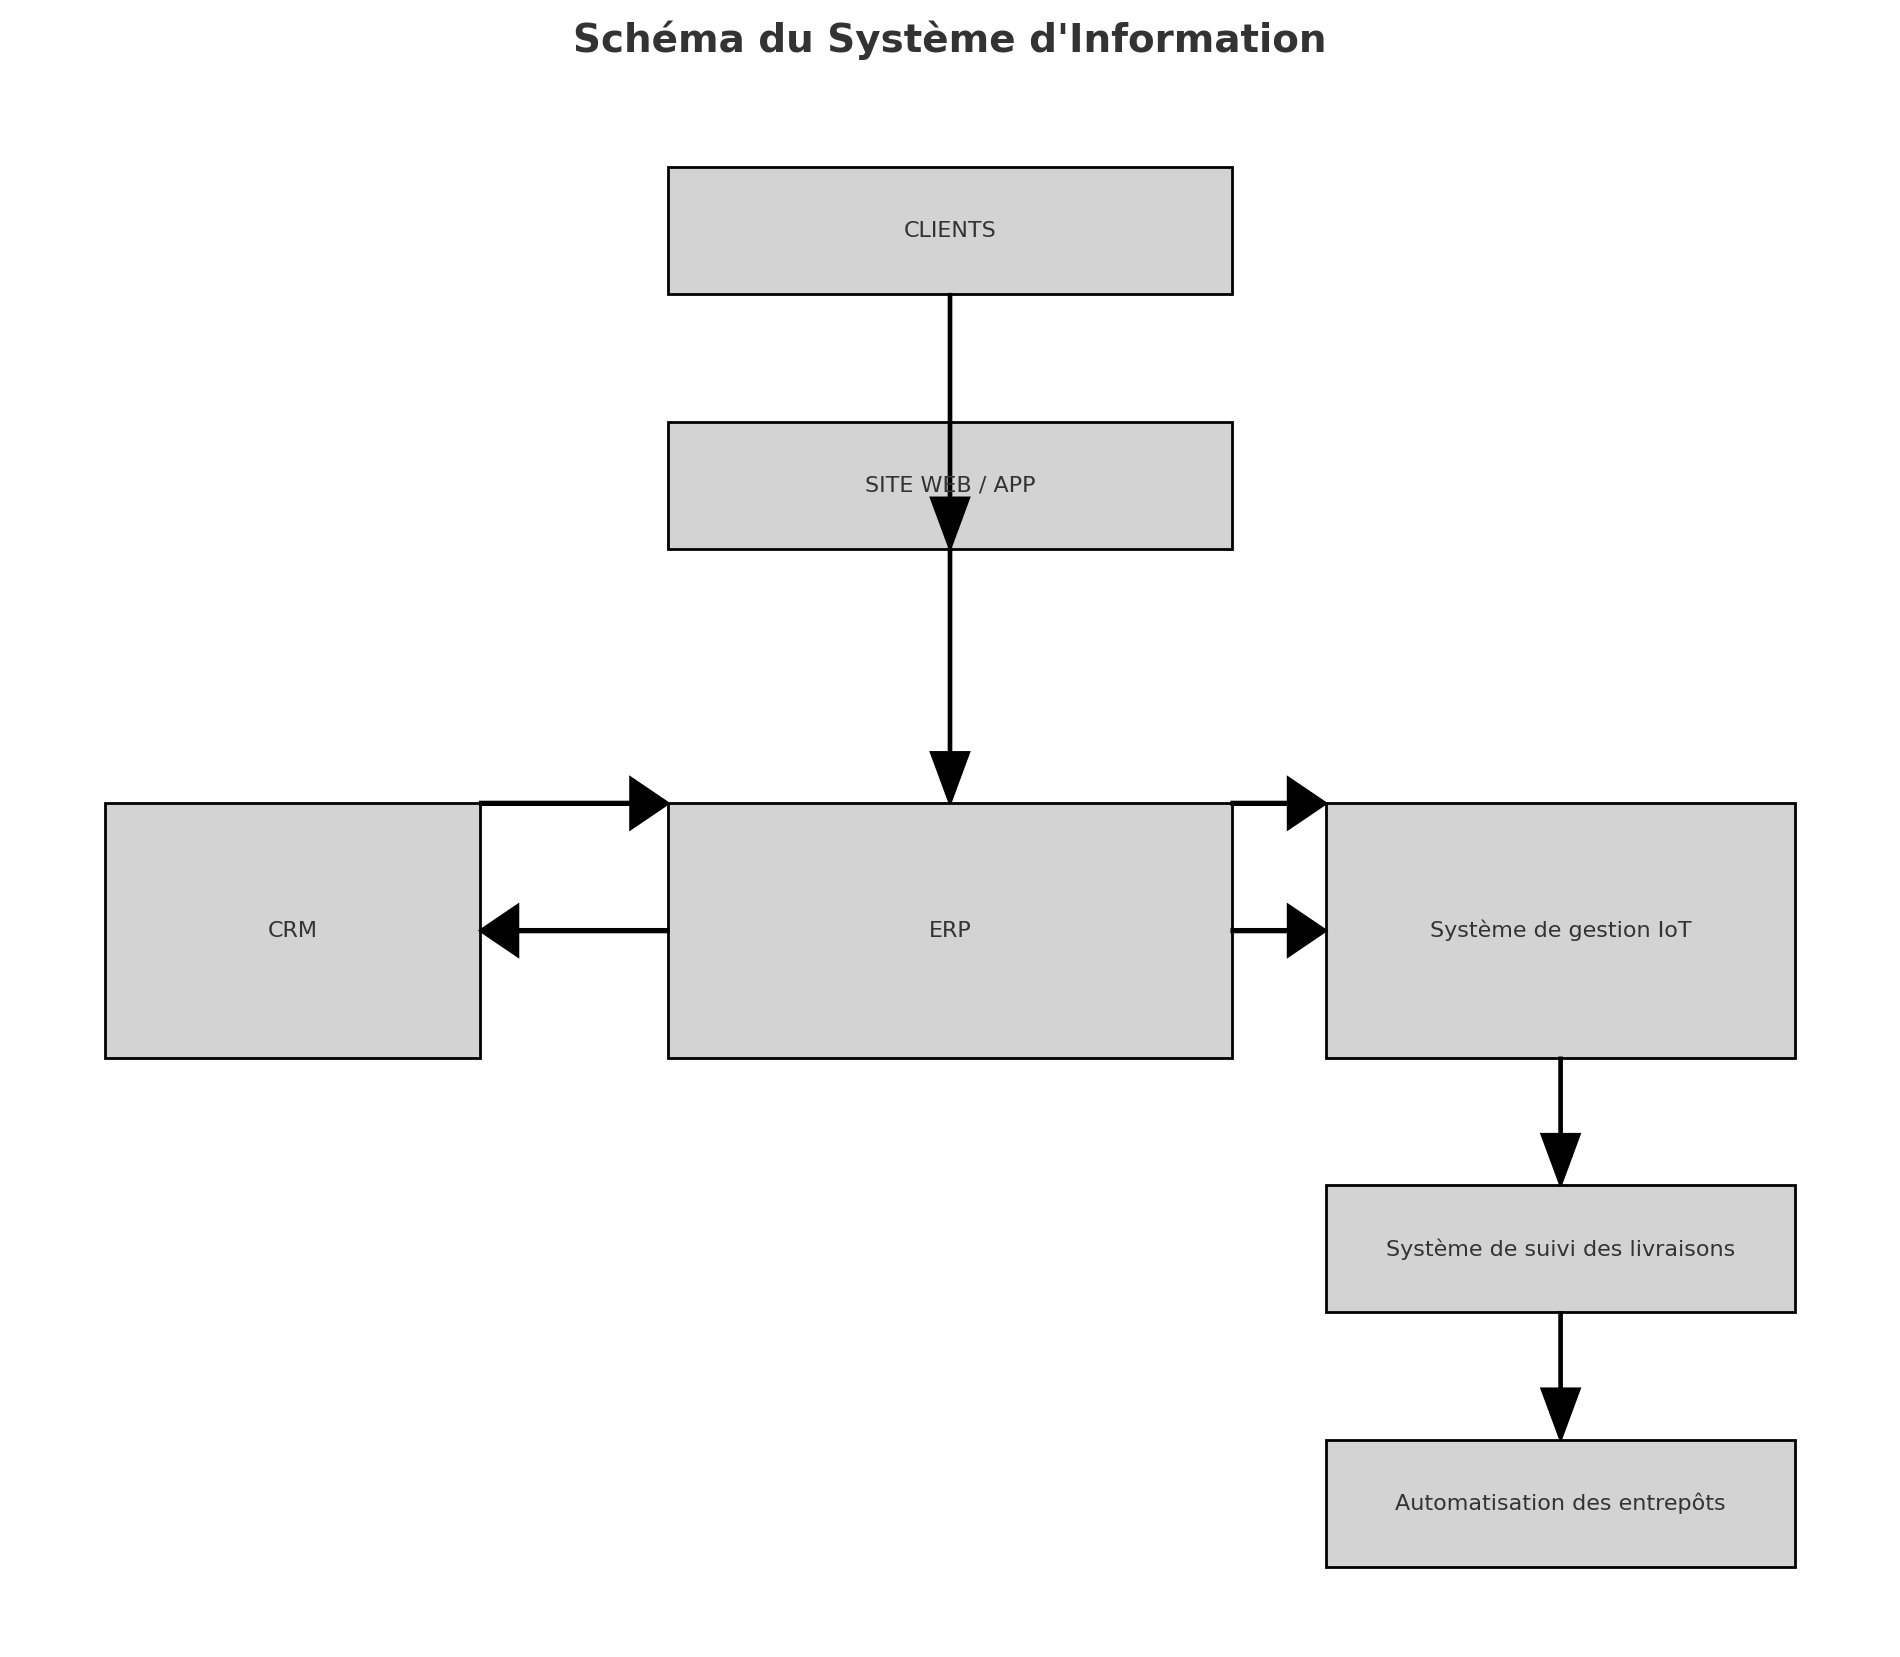 Schéma du Système d'Information
CLIENTS
SITE WEB / APP
CRM
ERP
Système de gestion IoT
Système de suivi des livraisons
Automatisation des entrepôts